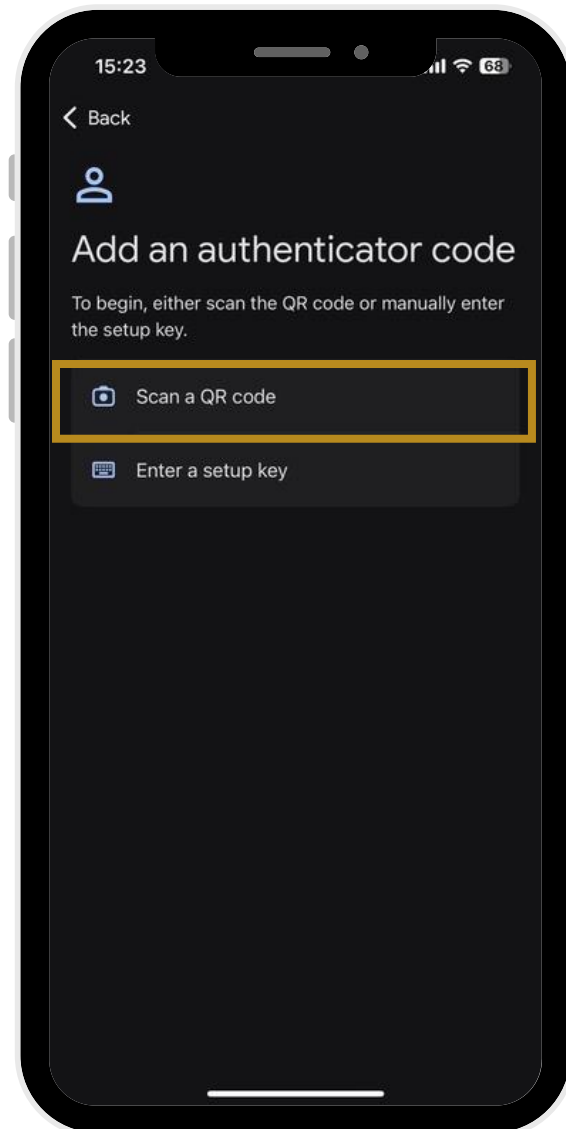 15:23
68
Back
Add an authenticator code
To begin, either scan the QR code or manually enter
the setup key.
Scan a QR code
Enter a setup key